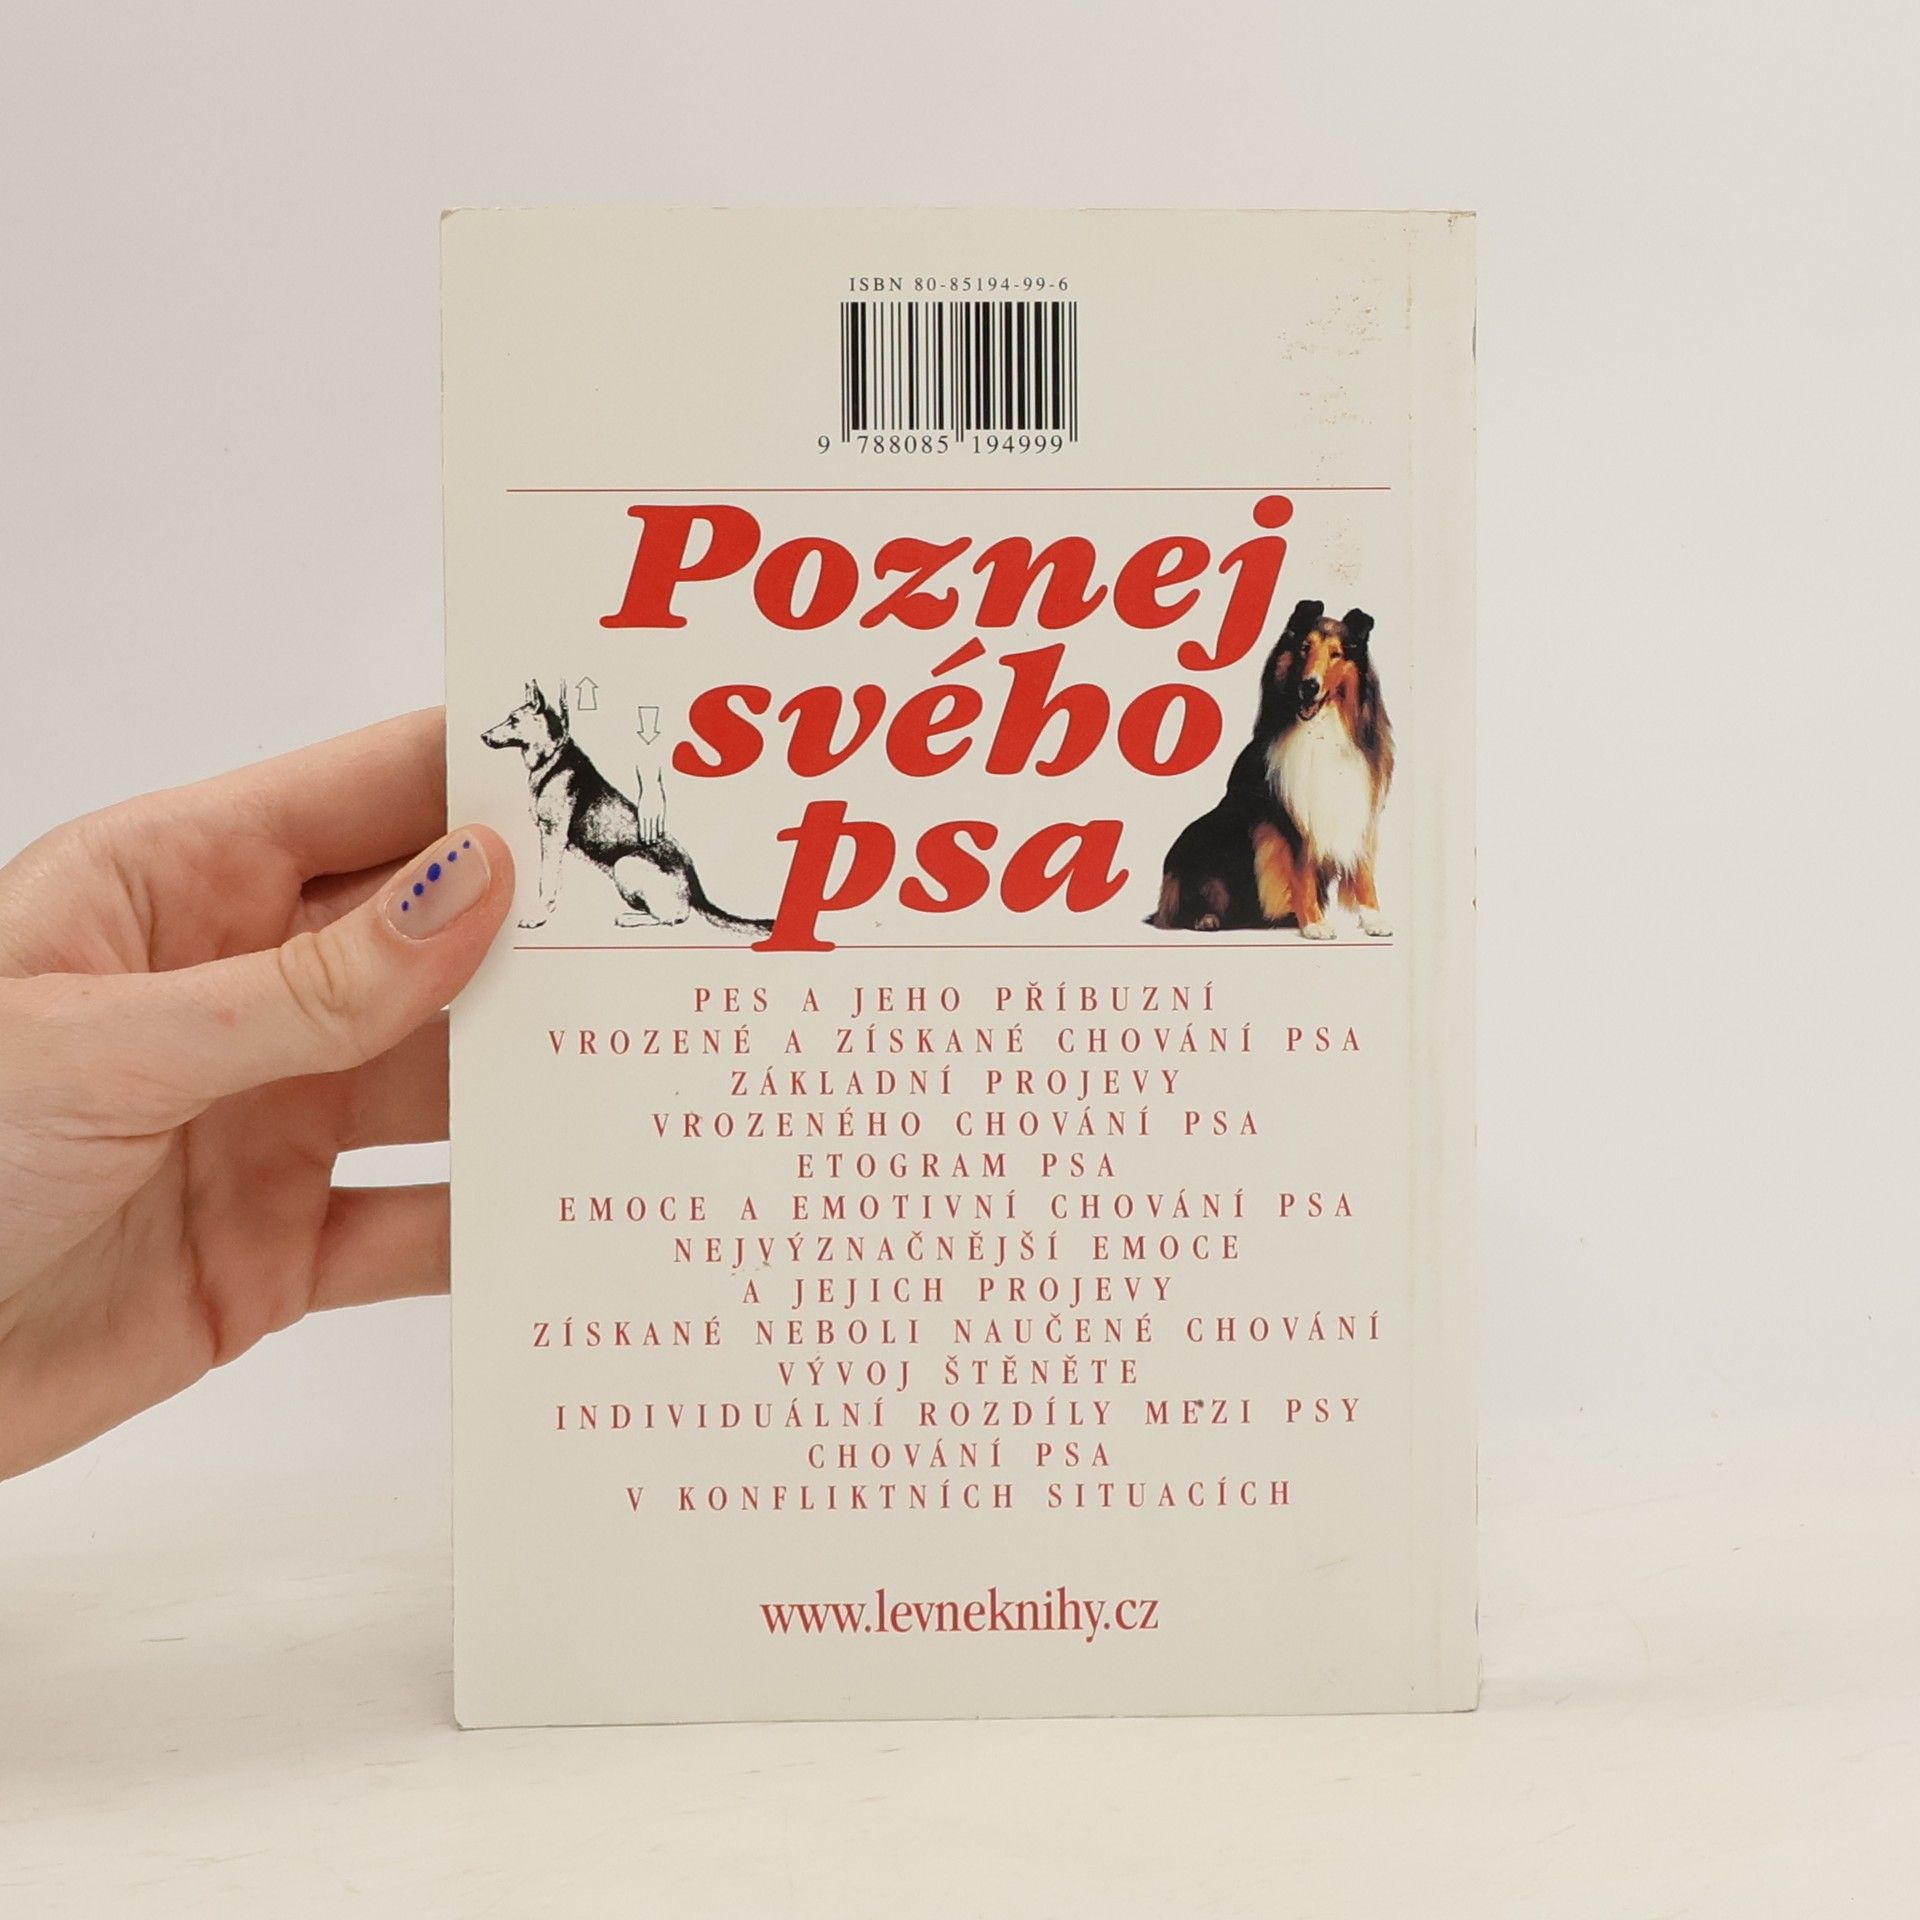 ISBN 80-85194-99-6
9 788085 194999
Poznej
svého
psa
PES A JEHO PŘÍBUZNÍ
VROZENÉ A ZÍSKANÉ CHOVÁNÍ PSA
ZÁKLADNÍ PROJEVY
VROZENÉHO CHOVÁNÍ PSA
ETOGRAM PSA
EMOCE A EMOTIVNÍ CHOVÁNÍ PSA
NEJVÝZNAČNĚJŠÍ EMOCE
A JEJICH PROJEVY
ZÍSKANÉ NEBOLI NAUČENÉ CHOVÁNÍ
VÝVOJ ŠTĚNĚTE
INDIVIDUÁLNÍ ROZDÍLY MEZI PSY
CHOVÁNÍ PSA
V KONFLIKTNÍCH SITUACÍCH
www.levneknihy.cz